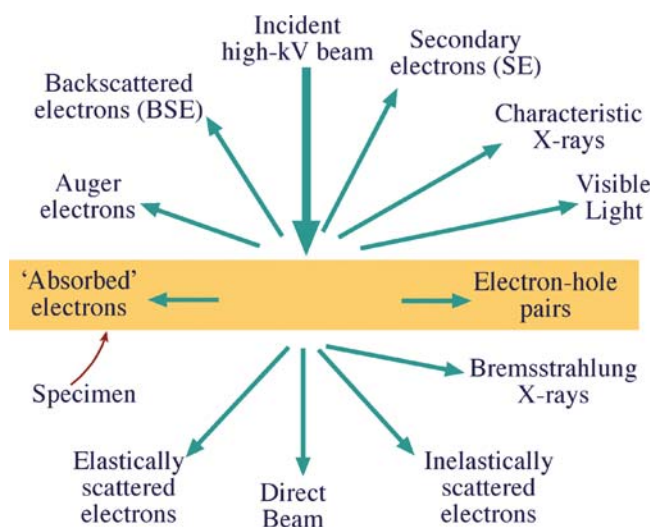 Incident
high-kV beam
Secondary
electrons (SE)
Backscattered
electrons (BSE)
Characteristic
X-rays
Auger
electrons
Visible
Light
‘Absorbed’
electrons
Electron-hole
pairs
Specimen
Bremsstrahlung
X-rays
Elastically
scattered
electrons
Direct
Beam
Inelastically
scattered
electrons